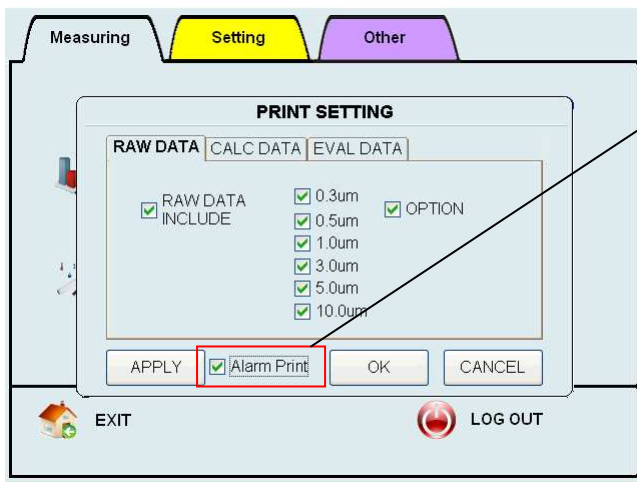 Measuring Setting Other
PRINT SETTING
RAW DATA CALC DATA EVAL DATA
RAW DATA
INCLUDE
0.3um
0.5um
1.0um
3.0um
5.0um
10.0um
OPTION
APPLY Alarm Print OK CANCEL
EXIT LOG OUT